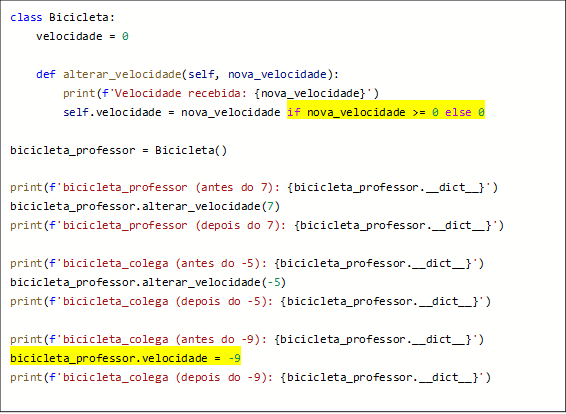 class Bicicleta:
    velocidade = 0

    def alterar_velocidade(self, nova_velocidade):
        print(f'Velocidade recebida: {nova_velocidade}')
        self.velocidade = nova_velocidade if nova_velocidade >= 0 else 0

bicicleta_professor = Bicicleta()

print(f'bicicleta_professor (antes do 7): {bicicleta_professor.__dict__}')
bicicleta_professor.alterar_velocidade(7)
print(f'bicicleta_professor (depois do 7): {bicicleta_professor.__dict__}')

print(f'bicicleta_colega (antes do -5): {bicicleta_professor.__dict__}')
bicicleta_professor.alterar_velocidade(-5)
print(f'bicicleta_colega (depois do -5): {bicicleta_professor.__dict__}')

print(f'bicicleta_colega (antes do -9): {bicicleta_professor.__dict__}')
bicicleta_professor.velocidade = -9
print(f'bicicleta_colega (depois do -9): {bicicleta_professor.__dict__}')